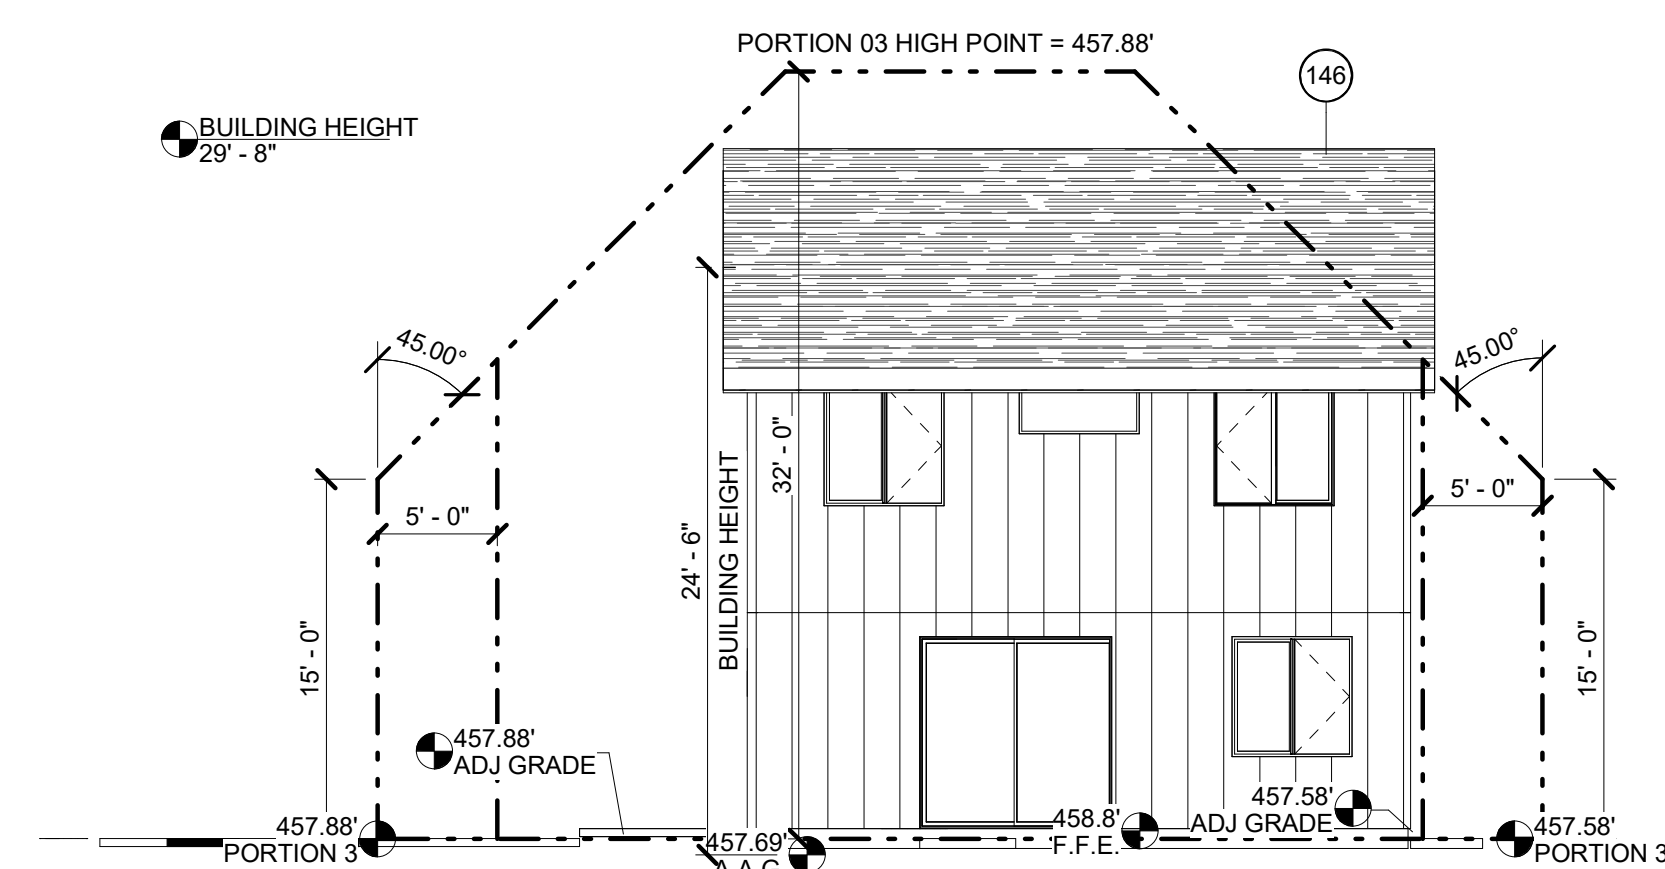 PORTION 03 HIGH POINT = 457.88'
146
BUILDING HEIGHT
29' - 8"
45.00°
45.00°
32' - 0"
BUILDING HEIGHT
24' - 6"
5' - 0"
5' - 0"
15' - 0"
15' - 0"
457.88'
ADJ GRADE
457.88'
PORTION 3
457.69'
A.A.G.
458.8'
F.F.E.
457.58'
ADJ GRADE
457.58'
PORTION 3